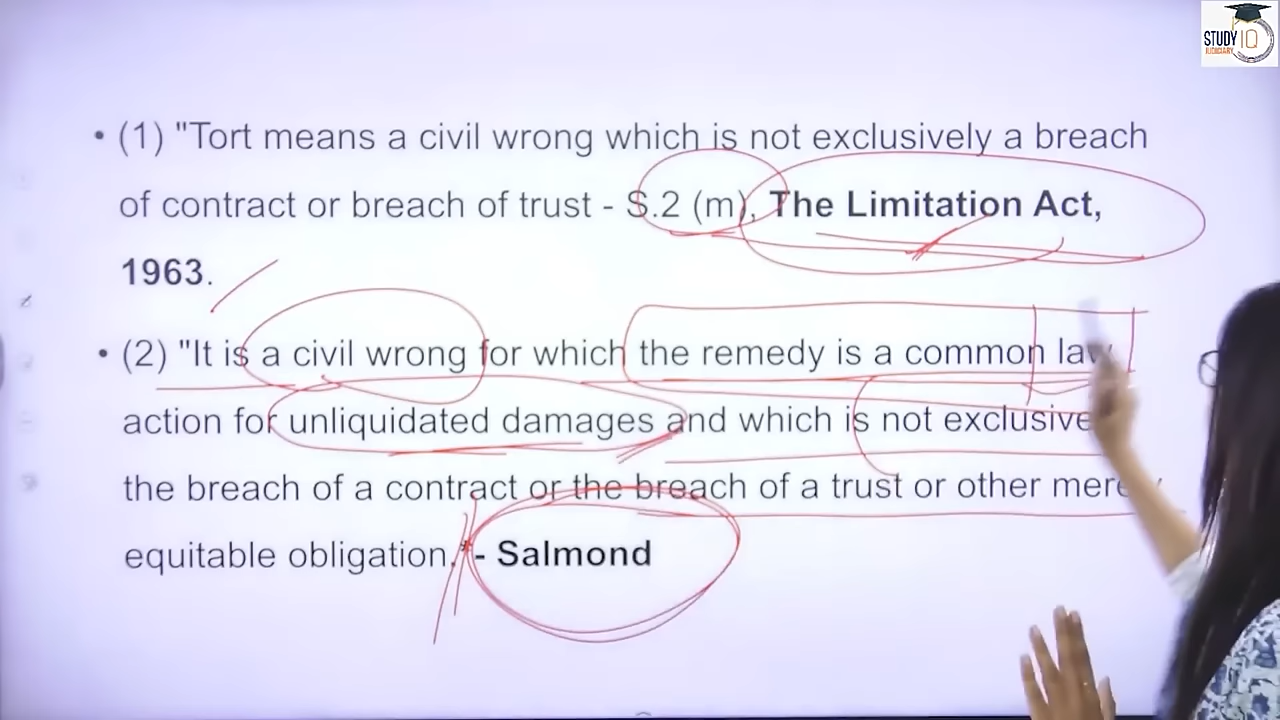 STUDY IQ
JUDICIARY
• (1) "Tort means a civil wrong which is not exclusively a breach
of contract or breach of trust - S.2 (m), The Limitation Act,
1963.
• (2) "It is a civil wrong for which the remedy is a common law
action for unliquidated damages and which is not exclusive
the breach of a contract or the breach of a trust or other
equitable obligation." - Salmond